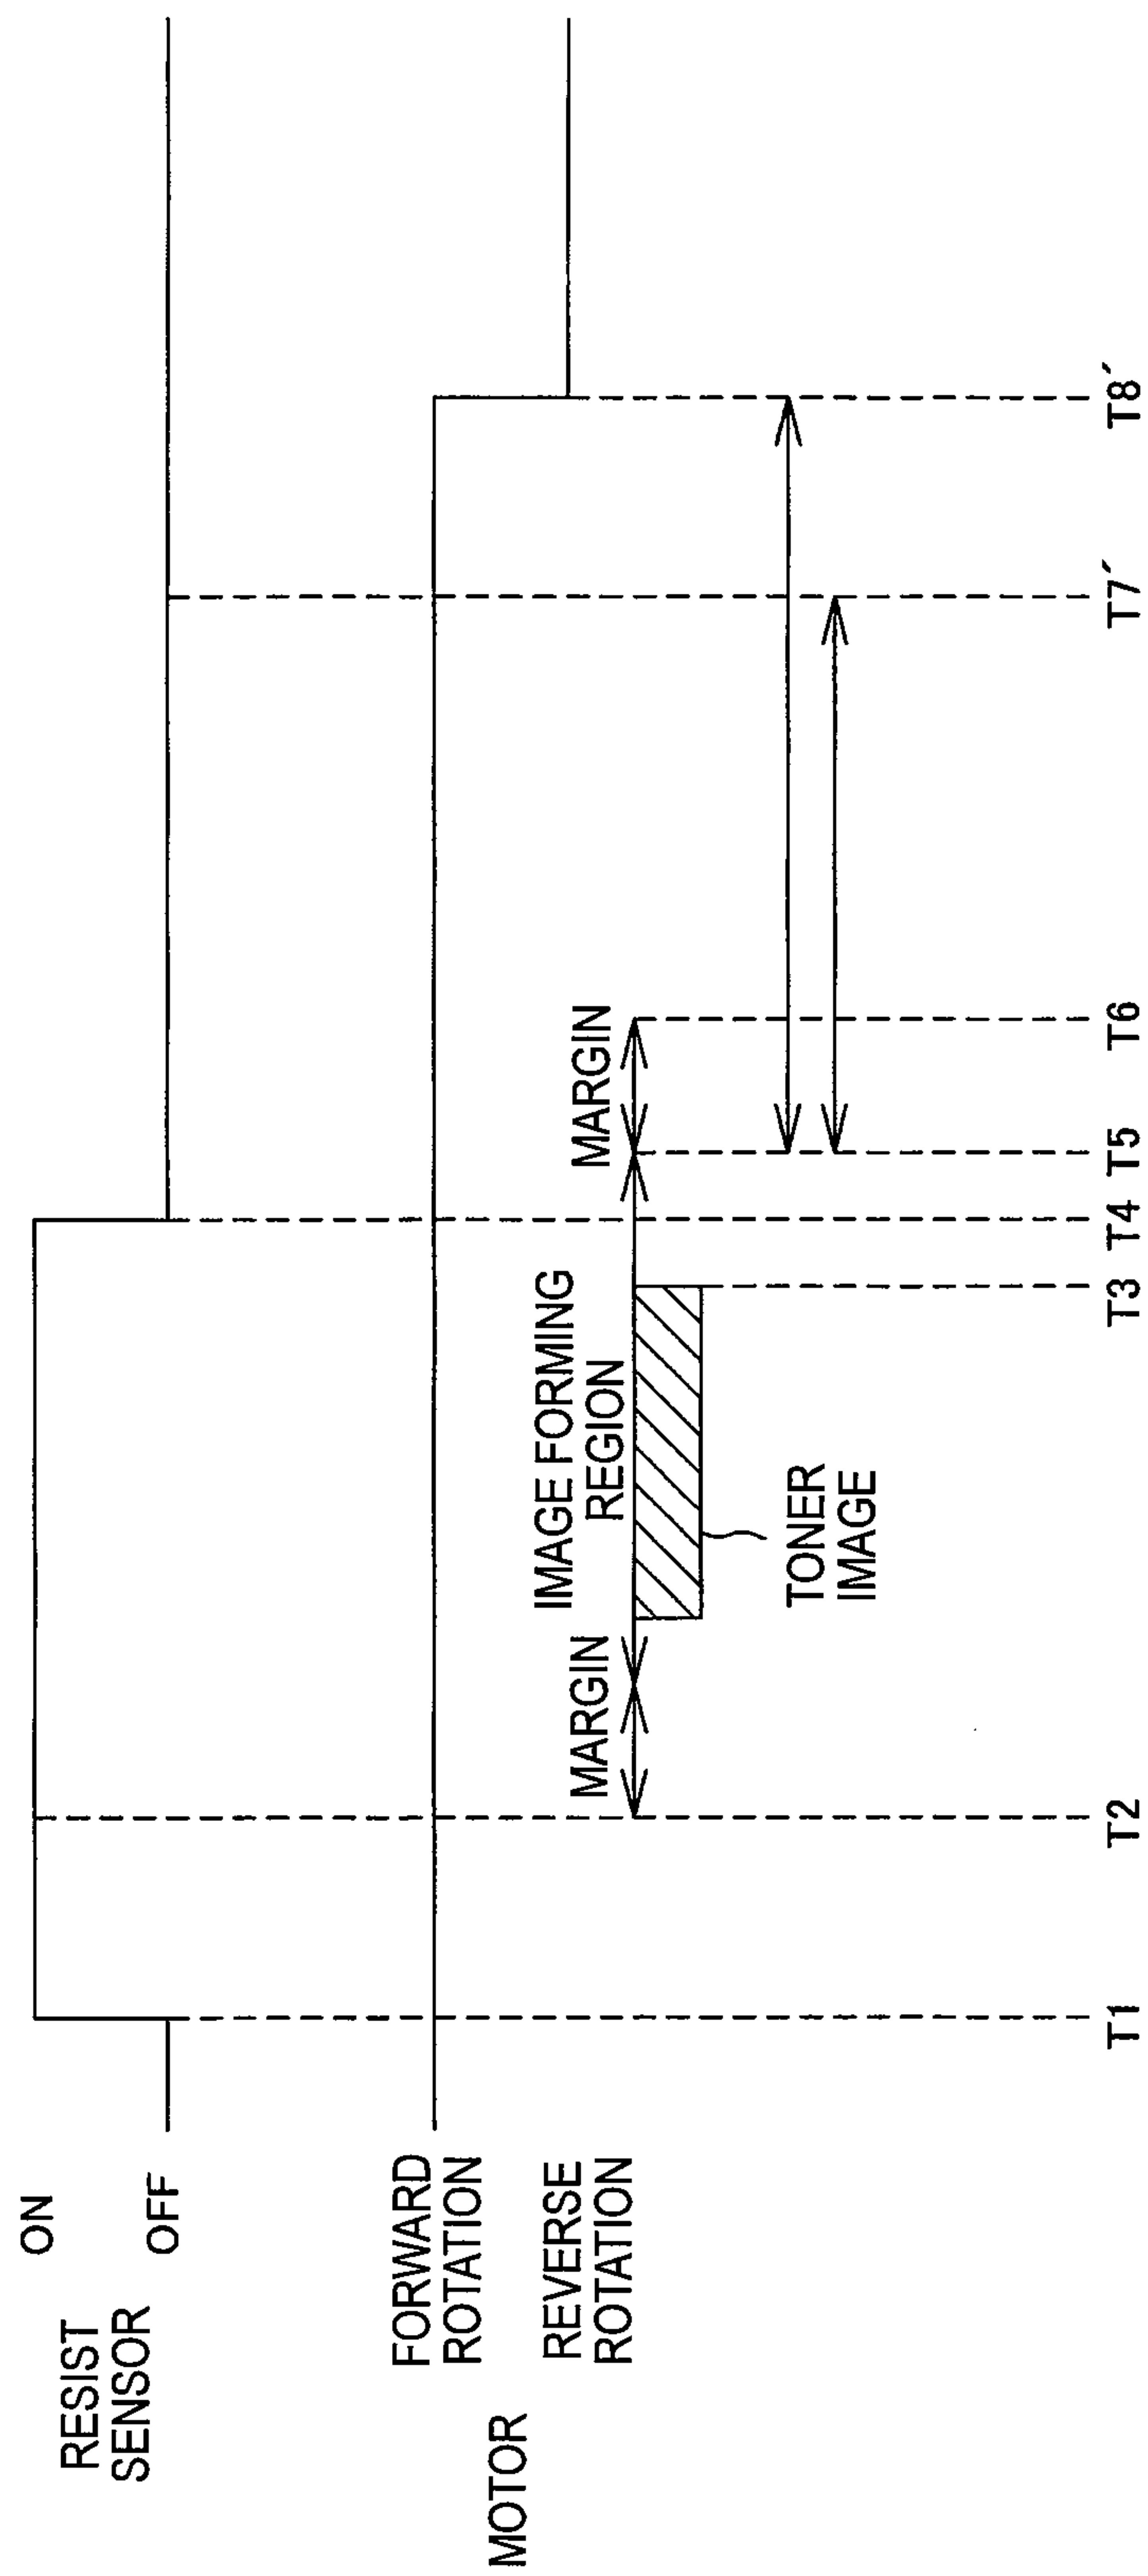 RESIST
SENSOR
ON
OFF
MOTOR
FORWARD
ROTATION
REVERSE
ROTATION
MARGIN
IMAGE FORMING
REGION
MARGIN
TONER
IMAGE
T1
T2
T3
T4
T5
T6
T7´
T8´